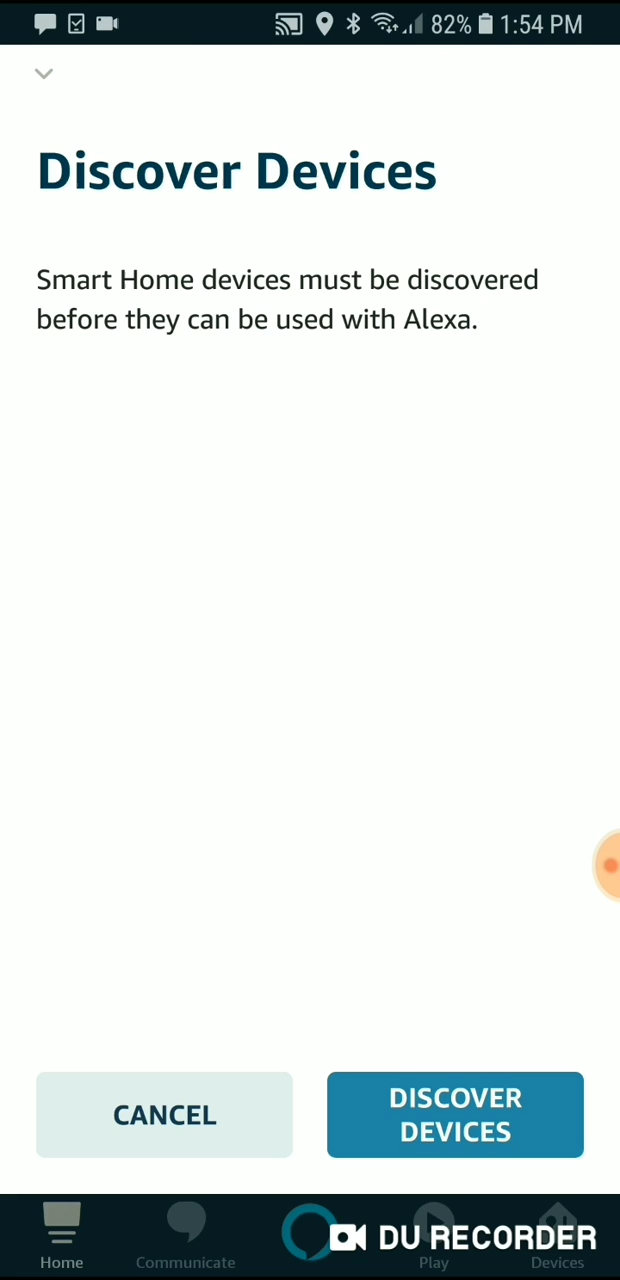 82% 1:54 PM
Discover Devices
Smart Home devices must be discovered
before they can be used with Alexa.
CANCEL
DISCOVER
DEVICES
DU RECORDER
Home
Communicate
Play
Devices